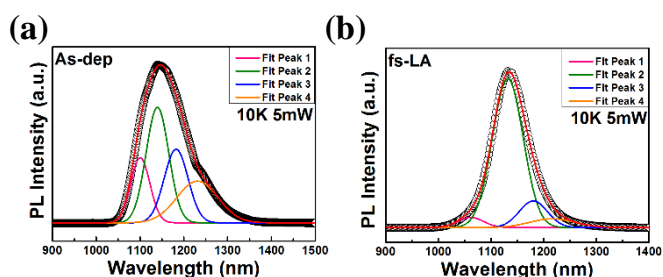 (a)
As-dep
Fit Peak 1
Fit Peak 2
Fit Peak 3
Fit Peak 4
10K 5mW
PL Intensity (a.u.)
900 1000 1100 1200 1300 1400 1500
Wavelength (nm)
(b)
fs-LA
Fit Peak 1
Fit Peak 2
Fit Peak 3
Fit Peak 4
10K 5mW
PL Intensity (a.u.)
900 1000 1100 1200 1300 1400
Wavelength (nm)